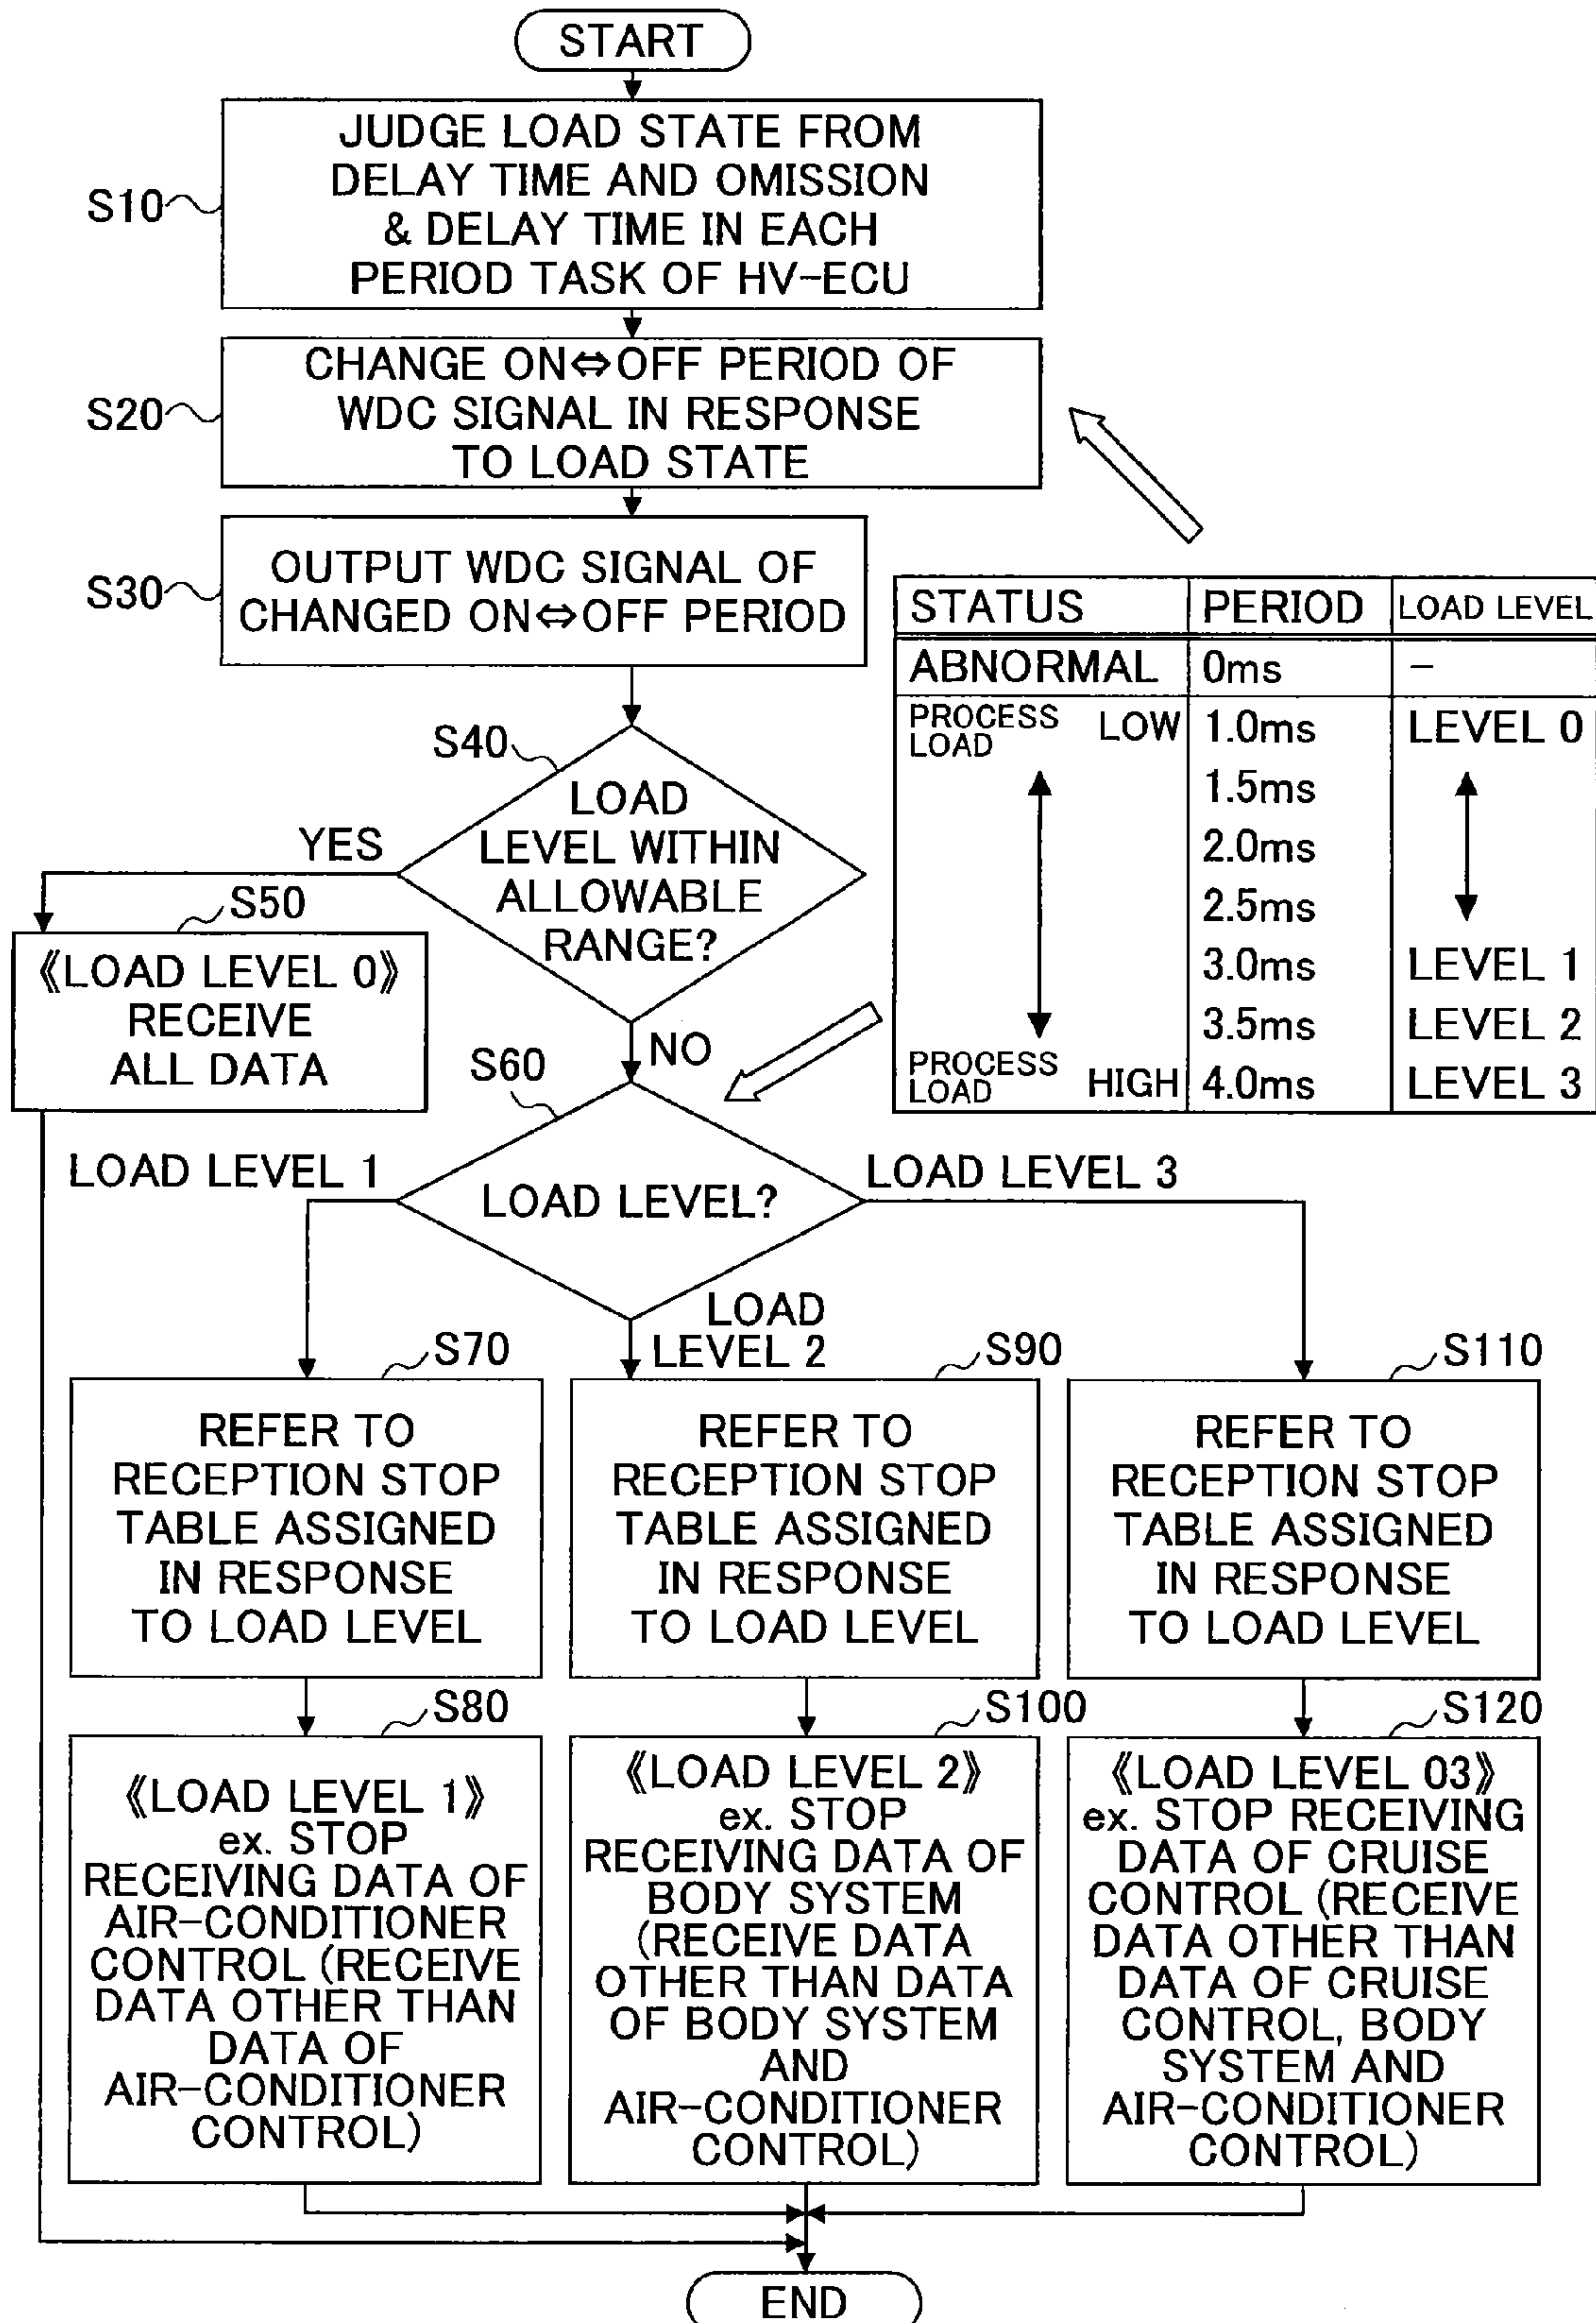 START
JUDGE LOAD STATE FROM
DELAY TIME AND OMISSION
& DELAY TIME IN EACH
PERIOD TASK OF HV-ECU
S10
CHANGE ON⇔OFF PERIOD OF
WDC SIGNAL IN RESPONSE
TO LOAD STATE
S20
OUTPUT WDC SIGNAL OF
CHANGED ON⇔OFF PERIOD
S30
STATUS PERIOD LOAD LEVEL
ABNORMAL 0ms –
PROCESS
LOAD LOW 1.0ms LEVEL 0
1.5ms
2.0ms
2.5ms
3.0ms LEVEL 1
3.5ms LEVEL 2
PROCESS
LOAD HIGH 4.0ms LEVEL 3
S40
LOAD
LEVEL WITHIN
ALLOWABLE
RANGE?
YES
NO
S50
《LOAD LEVEL 0》
RECEIVE
ALL DATA
S60
LOAD LEVEL?
LOAD LEVEL 1
LOAD
LEVEL 2
LOAD LEVEL 3
S70
REFER TO
RECEPTION STOP
TABLE ASSIGNED
IN RESPONSE
TO LOAD LEVEL
S90
REFER TO
RECEPTION STOP
TABLE ASSIGNED
IN RESPONSE
TO LOAD LEVEL
S110
REFER TO
RECEPTION STOP
TABLE ASSIGNED
IN RESPONSE
TO LOAD LEVEL
S80
《LOAD LEVEL 1》
ex. STOP
RECEIVING DATA OF
AIR-CONDITIONER
CONTROL (RECEIVE
DATA OTHER THAN
DATA OF
AIR-CONDITIONER
CONTROL)
S100
《LOAD LEVEL 2》
ex. STOP
RECEIVING DATA OF
BODY SYSTEM
(RECEIVE DATA
OTHER THAN DATA
OF BODY SYSTEM
AND
AIR-CONDITIONER
CONTROL)
S120
《LOAD LEVEL 03》
ex. STOP RECEIVING
DATA OF CRUISE
CONTROL (RECEIVE
DATA OTHER THAN
DATA OF CRUISE
CONTROL, BODY
SYSTEM AND
AIR-CONDITIONER
CONTROL)
END